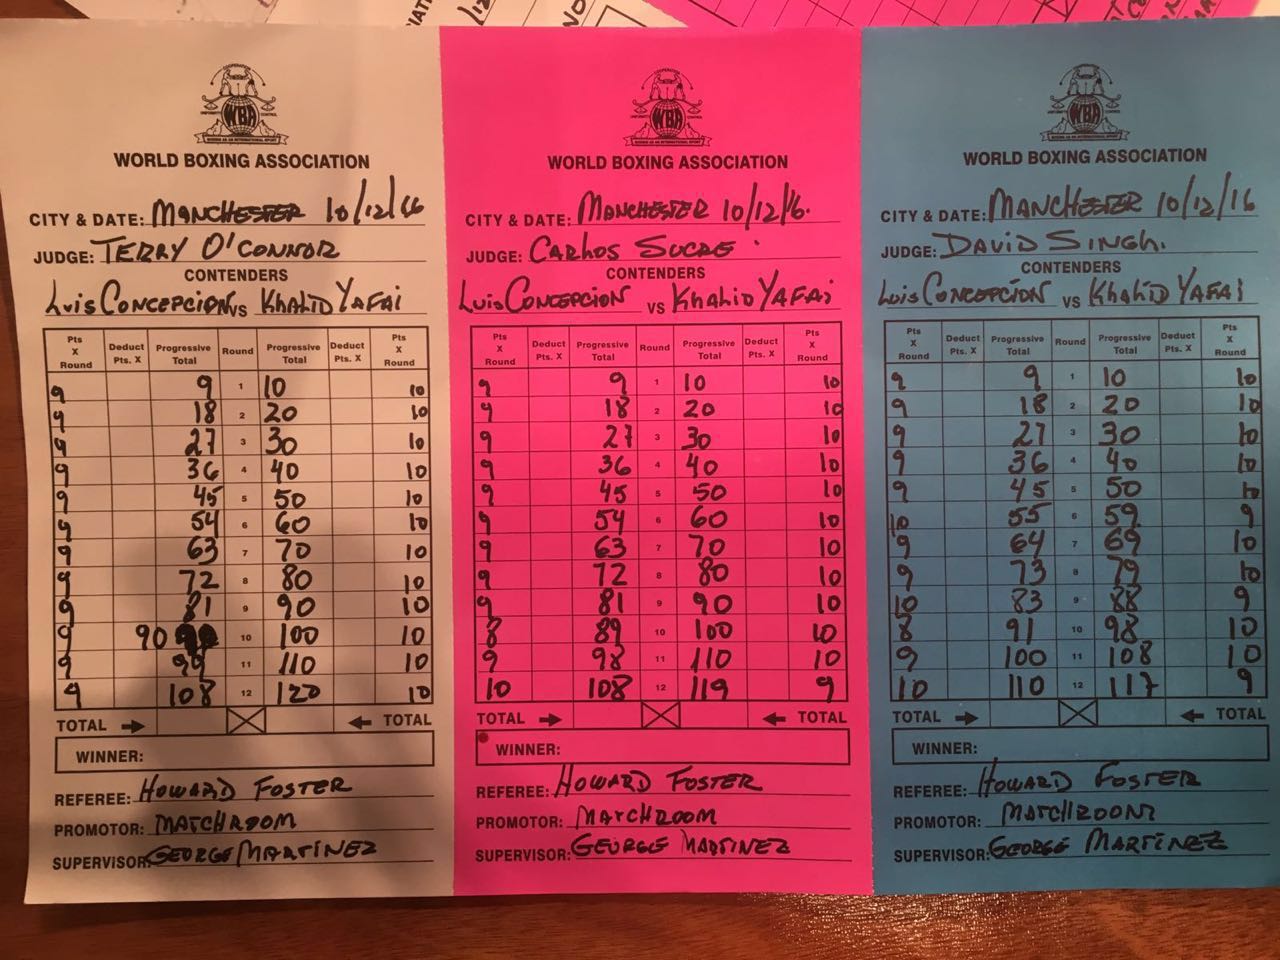 WORLD BOXING ASSOCIATION
CITY & DATE: MANCHESTER 10/12/16
JUDGE: TERRY O'CONNOR
CONTENDERS
LUIS CONCEPCION VS KHALID YAFAI
Pts X Round Deduct Pts. X Progressive Total Round Progressive Total Deduct Pts. X Pts X Round
9 9 1 10 10
9 18 2 20 10
9 27 3 30 10
9 36 4 40 10
9 45 5 50 10
9 54 6 60 10
9 63 7 70 10
9 72 8 80 10
9 81 9 90 10
9 90 10 100 10
9 99 11 110 10
9 108 12 120 10
TOTAL TOTAL
WINNER:
REFEREE: HOWARD FOSTER
PROMOTOR: MATCHROOM
SUPERVISOR: GEORGE MARTINEZ
WORLD BOXING ASSOCIATION
CITY & DATE: MANCHESTER 10/12/16.
JUDGE: CARLOS SUCRE
CONTENDERS
LUIS CONCEPCION VS KHALID YAFAI
Pts X Round Deduct Pts. X Progressive Total Round Progressive Total Deduct Pts. X Pts X Round
9 9 1 10 10
9 18 2 20 10
9 27 3 30 10
9 36 4 40 10
9 45 5 50 10
9 54 6 60 10
9 63 7 70 10
9 72 8 80 10
9 81 9 90 10
8 89 10 100 10
9 98 11 110 10
10 108 12 119 9
TOTAL TOTAL
WINNER:
REFEREE: HOWARD FOSTER
PROMOTOR: MATCHROOM
SUPERVISOR: GEORGE MARTINEZ
WORLD BOXING ASSOCIATION
CITY & DATE: MANCHESTER 10/12/16
JUDGE: DAVID SINGH.
CONTENDERS
LUIS CONCEPCION VS KHALID YAFAI
Pts X Round Deduct Pts. X Progressive Total Round Progressive Total Deduct Pts. X Pts X Round
9 9 1 10 10
9 18 2 20 10
9 27 3 30 10
9 36 4 40 10
9 45 5 50 10
10 55 6 59 9
9 64 7 69 10
9 73 8 79 10
10 83 9 88 9
8 91 10 98 10
9 100 11 108 10
10 110 12 117 9
TOTAL TOTAL
WINNER:
REFEREE: HOWARD FOSTER
PROMOTOR: MATCHROOM
SUPERVISOR: GEORGE MARTINEZ